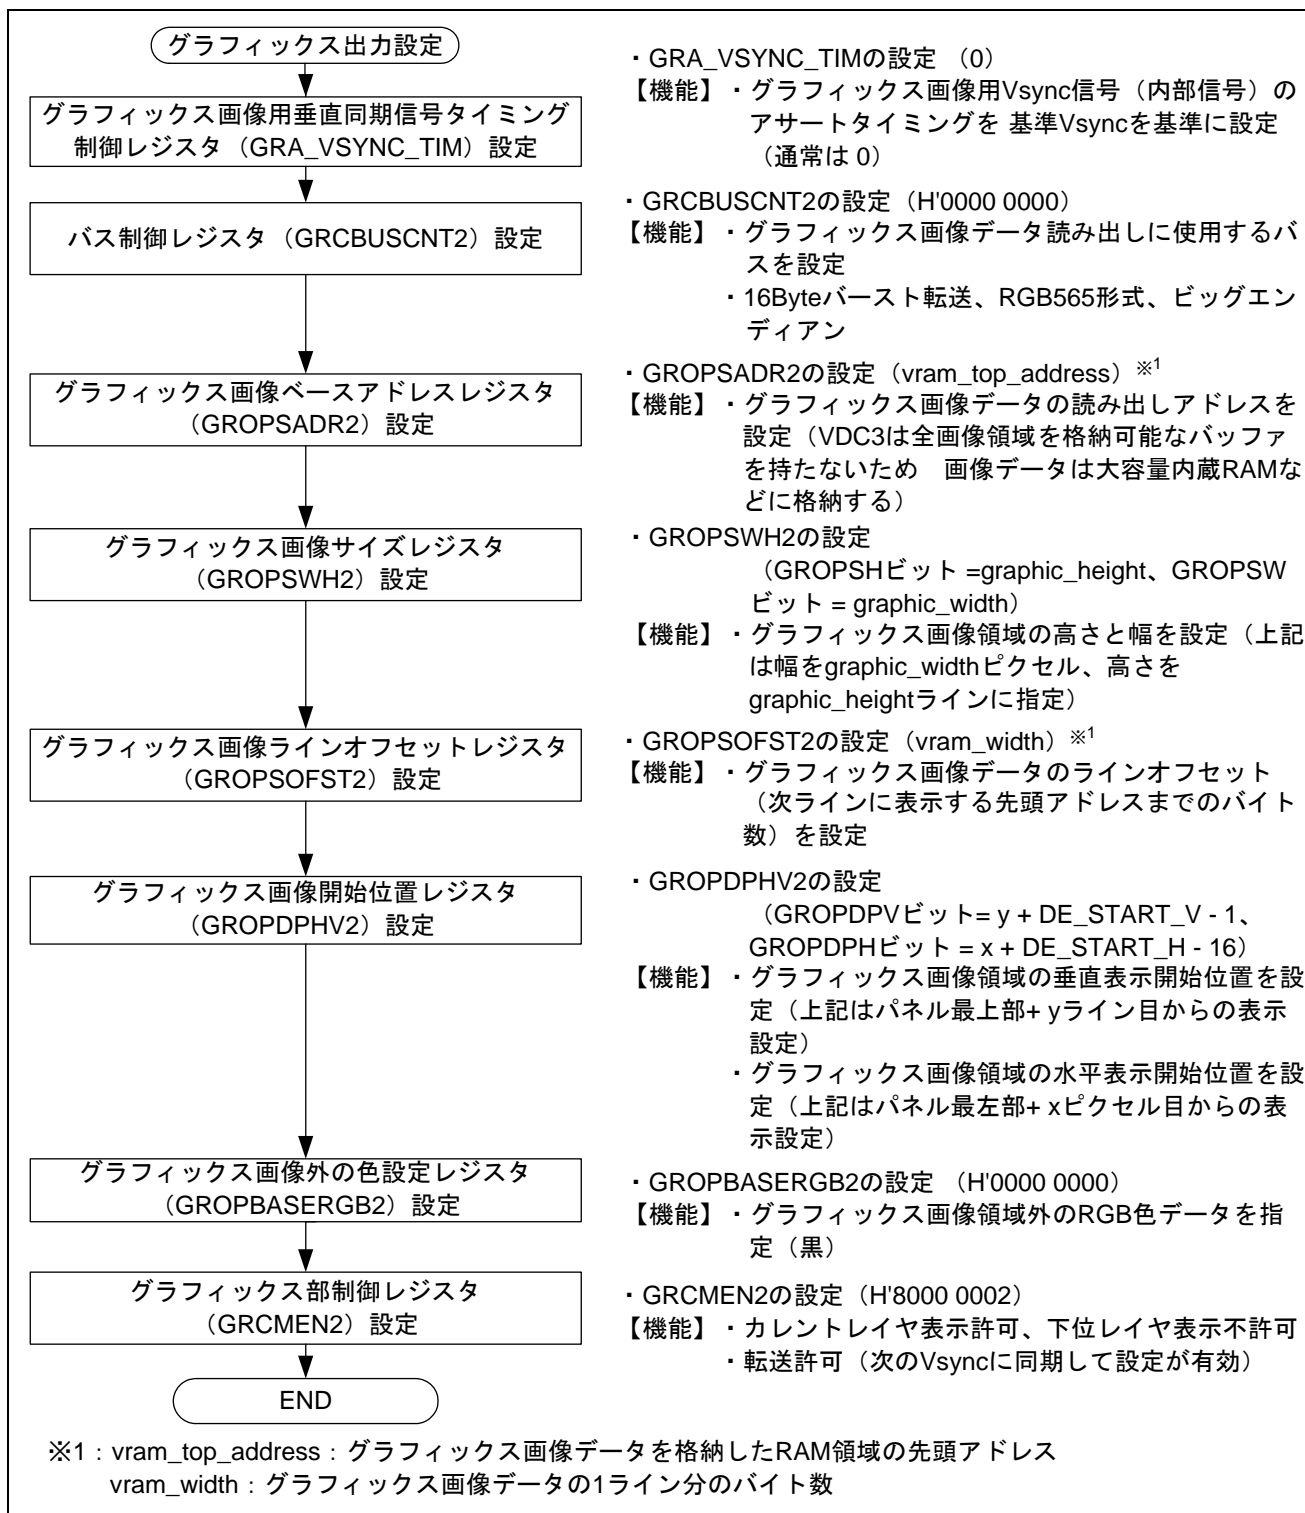 グラフィックス出力設定
グラフィックス画像用垂直同期信号タイミング
制御レジスタ（GRA_VSYNC_TIM）設定
バス制御レジスタ（GRCBUSCNT2）設定
グラフィックス画像ベースアドレスレジスタ
（GROPSADR2）設定
グラフィックス画像サイズレジスタ
（GROPSWH2）設定
グラフィックス画像ラインオフセットレジスタ
（GROPSOFST2）設定
グラフィックス画像開始位置レジスタ
（GROPDPHV2）設定
グラフィックス画像外の色設定レジスタ
（GROPBASERGB2）設定
グラフィックス部制御レジスタ
（GRCMEN2）設定
END
・GRA_VSYNC_TIMの設定 （0）
【機能】・グラフィックス画像用Vsync信号（内部信号）の
アサートタイミングを 基準Vsyncを基準に設定
（通常は 0）
・GRCBUSCNT2の設定（H'0000 0000）
【機能】・グラフィックス画像データ読み出しに使用するバ
スを設定
・16Byteバースト転送、RGB565形式、ビッグエン
ディアン
・GROPSADR2の設定（vram_top_address）※1
【機能】・グラフィックス画像データの読み出しアドレスを
設定（VDC3は全画像領域を格納可能なバッファ
を持たないため　画像データは大容量内蔵RAMな
どに格納する）
・GROPSWH2の設定
（GROPSHビット =graphic_height、GROPSW
ビット = graphic_width）
【機能】・グラフィックス画像領域の高さと幅を設定（上記
は幅をgraphic_widthピクセル、高さを
graphic_heightラインに指定）
・GROPSOFST2の設定（vram_width）※1
【機能】・グラフィックス画像データのラインオフセット
（次ラインに表示する先頭アドレスまでのバイト
数）を設定
・GROPDPHV2の設定
（GROPDPVビット= y + DE_START_V - 1、
GROPDPHビット = x + DE_START_H - 16）
【機能】・グラフィックス画像領域の垂直表示開始位置を設
定（上記はパネル最上部+ yライン目からの表示
設定）
・グラフィックス画像領域の水平表示開始位置を設
定（上記はパネル最左部+ xピクセル目からの表
示設定）
・GROPBASERGB2の設定 （H'0000 0000）
【機能】・グラフィックス画像領域外のRGB色データを指
定（黒）
・GRCMEN2の設定（H'8000 0002）
【機能】・カレントレイヤ表示許可、下位レイヤ表示不許可
・転送許可（次のVsyncに同期して設定が有効）
※1：vram_top_address：グラフィックス画像データを格納したRAM領域の先頭アドレス
vram_width：グラフィックス画像データの1ライン分のバイト数